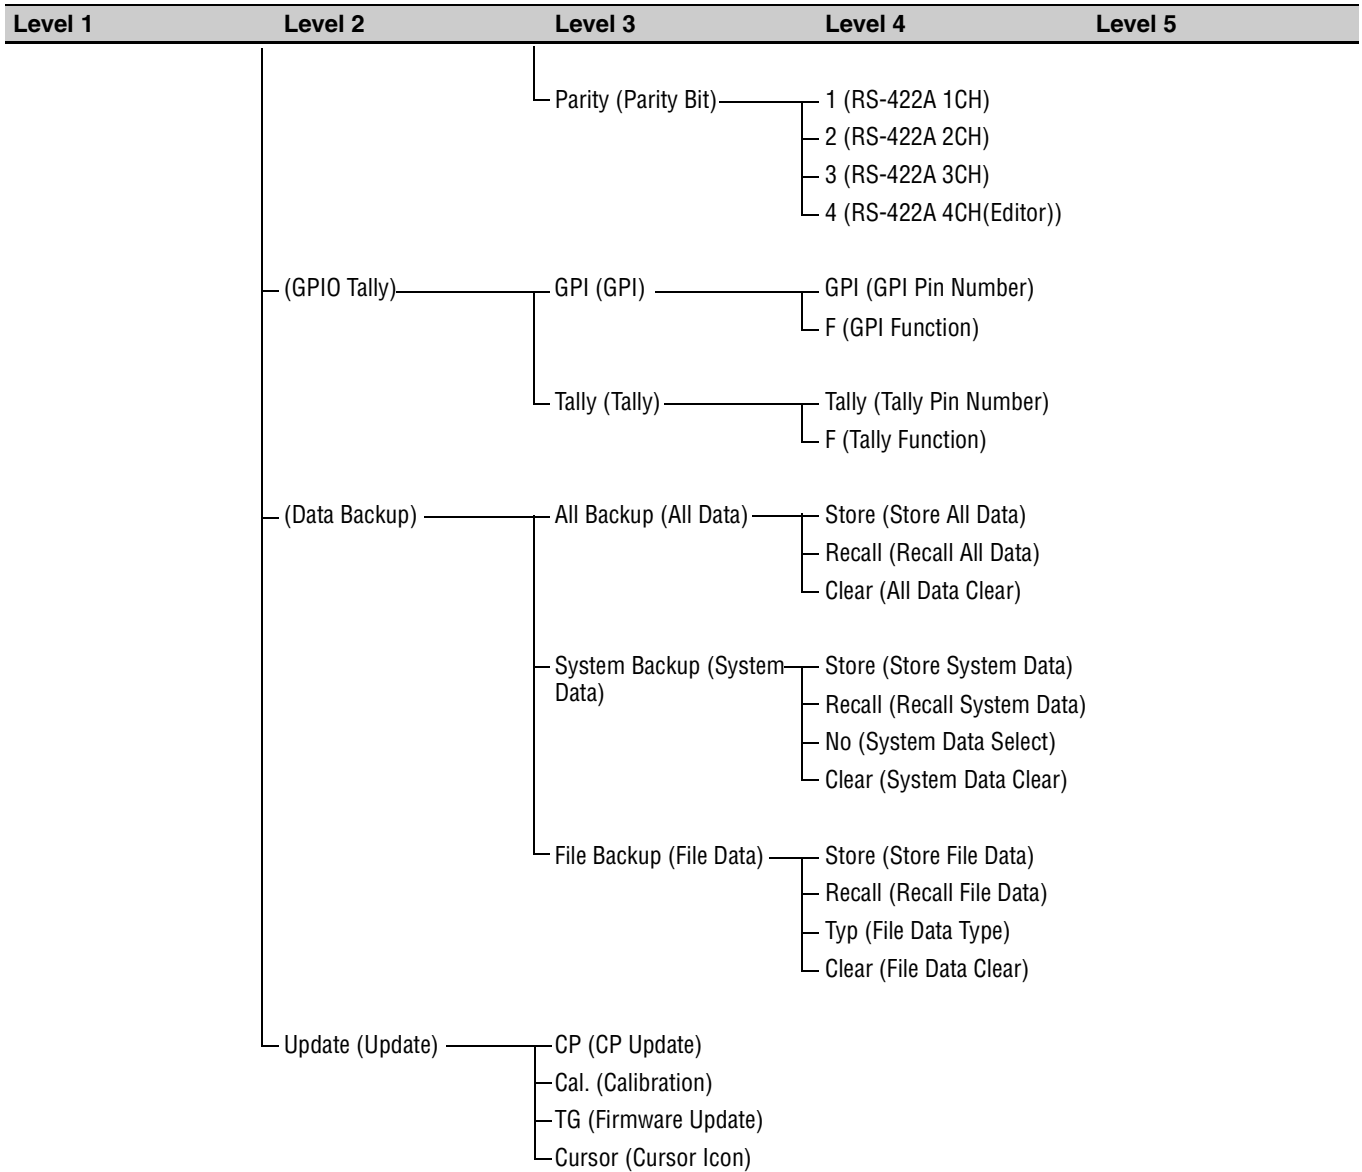 Level 1 Level 2 Level 3 Level 4 Level 5
Parity (Parity Bit) 1 (RS-422A 1CH)
2 (RS-422A 2CH)
3 (RS-422A 3CH)
4 (RS-422A 4CH(Editor))
(GPIO Tally) GPI (GPI) GPI (GPI Pin Number)
F (GPI Function)
Tally (Tally) Tally (Tally Pin Number)
F (Tally Function)
(Data Backup) All Backup (All Data) Store (Store All Data)
Recall (Recall All Data)
Clear (All Data Clear)
System Backup (System Data) Store (Store System Data)
Recall (Recall System Data)
No (System Data Select)
Clear (System Data Clear)
File Backup (File Data) Store (Store File Data)
Recall (Recall File Data)
Typ (File Data Type)
Clear (File Data Clear)
Update (Update) CP (CP Update)
Cal. (Calibration)
TG (Firmware Update)
Cursor (Cursor Icon)